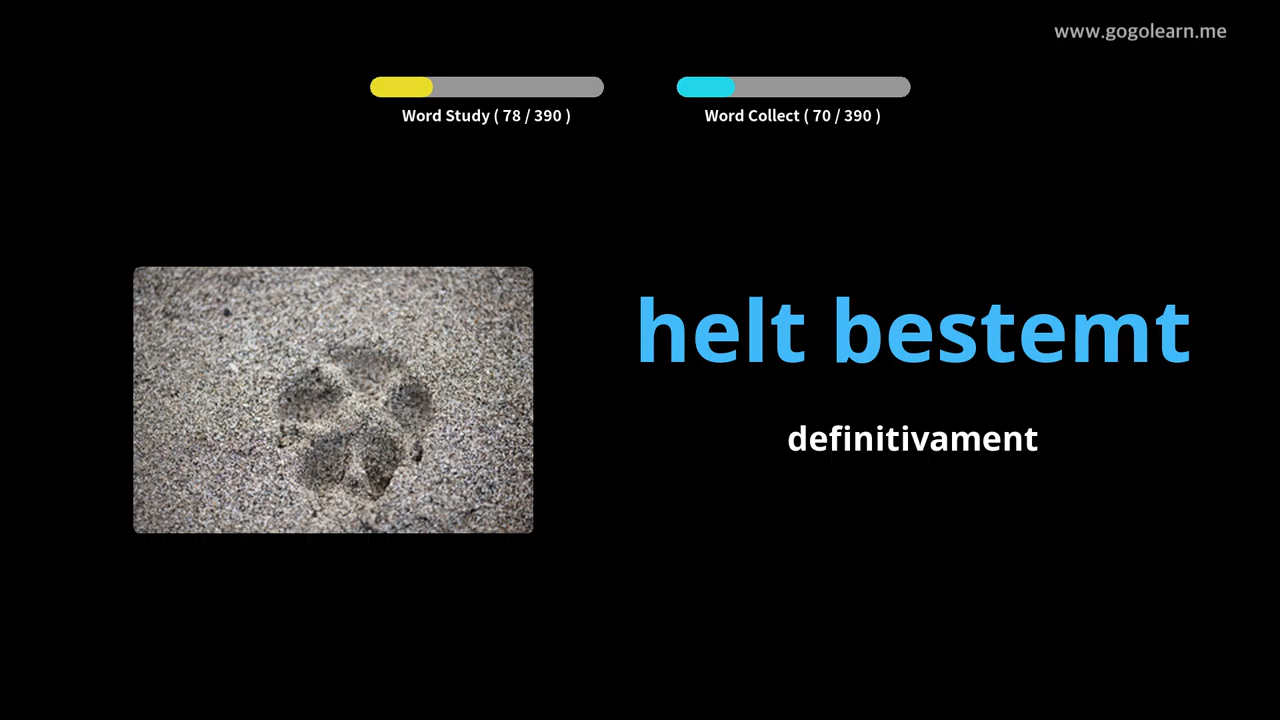 www.gogolearn.me
Word Study ( 78 / 390 )
Word Collect ( 70 / 390 )
helt bestemt
definitivament